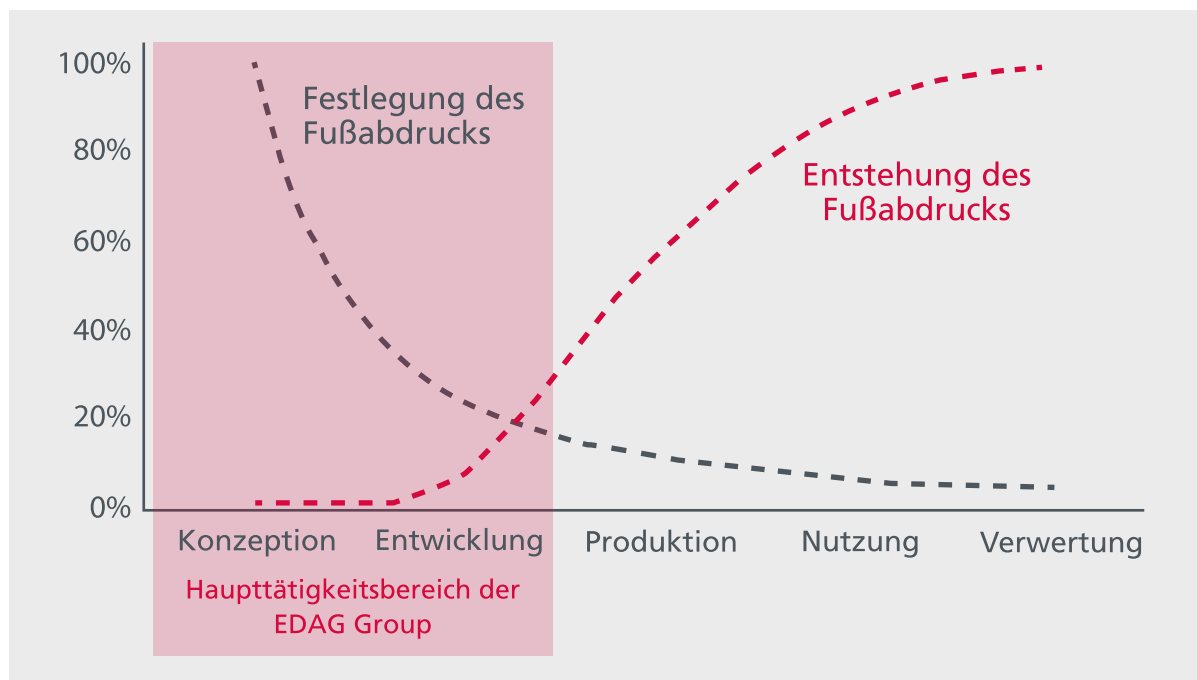 100%
80%
60%
40%
20%
0%
Festlegung des
Fußabdrucks
Entstehung des
Fußabdrucks
Konzeption
Entwicklung
Produktion
Nutzung
Verwertung
Haupttätigkeitsbereich der
EDAG Group